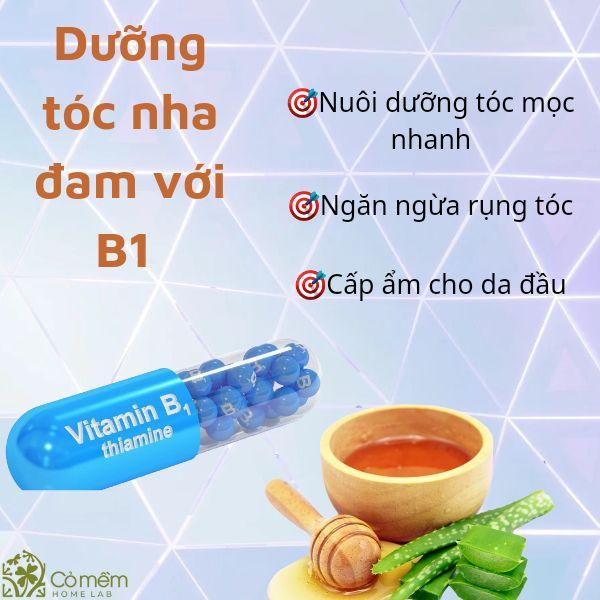 Dưỡng
tóc nha
đam với
B1
🎯Nuôi dưỡng tóc mọc
nhanh
🎯Ngăn ngừa rụng tóc
🎯Cấp ẩm cho da đầu
Vitamin B₁
thiamine
Cỏ mềm
HOME LAB